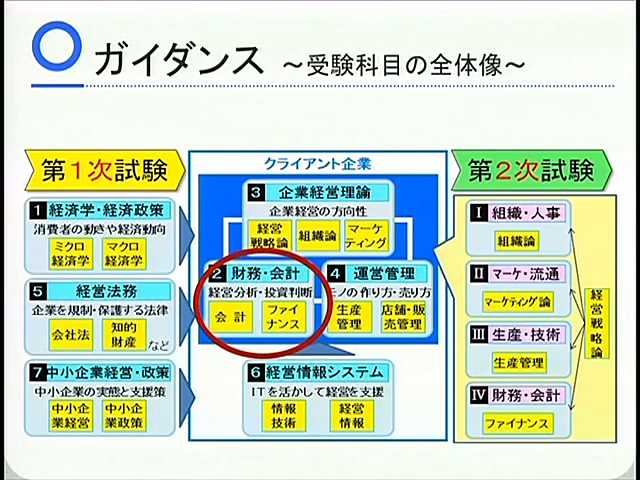 ガイダンス ～受験科目の全体像～
第1次試験
1 経済学・経済政策
消費者の動きや経済動向
ミクロ
経済学
マクロ
経済学
5 経営法務
企業を規制・保護する法律
会社法
知的
財産
など
7 中小企業経営・政策
中小企業の実態と支援策
中小企
業経営
中小企
業政策
クライアント企業
3 企業経営理論
企業経営の方向性
経営
戦略論
組織論
マーケ
ティング
2 財務・会計
経営分析・投資判断
会計
ファイ
ナンス
4 運営管理
モノの作り方・売り方
生産
管理
店舗・販
売管理
6 経営情報システム
ITを活かして経営を支援
情報
技術
経営
情報
第2次試験
Ⅰ 組織・人事
組織論
Ⅱ マーケ・流通
マーケティング論
Ⅲ 生産・技術
生産管理
Ⅳ 財務・会計
ファイナンス
経営戦略論